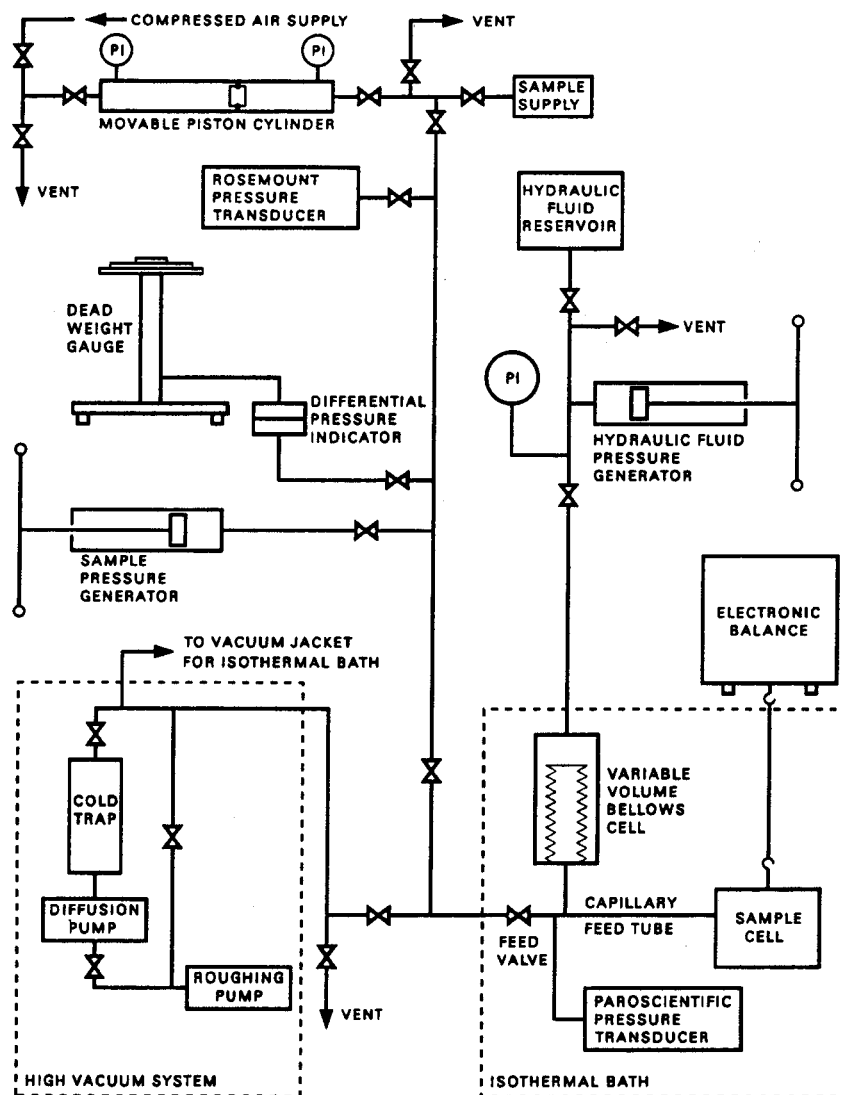 COMPRESSED AIR SUPPLY
VENT
PI
PI
SAMPLE
SUPPLY
MOVABLE PISTON CYLINDER
VENT
ROSEMOUNT
PRESSURE
TRANSDUCER
HYDRAULIC
FLUID
RESERVOIR
DEAD
WEIGHT
GAUGE
VENT
PI
DIFFERENTIAL
PRESSURE
INDICATOR
HYDRAULIC FLUID
PRESSURE
GENERATOR
SAMPLE
PRESSURE
GENERATOR
ELECTRONIC
BALANCE
TO VACUUM JACKET
FOR ISOTHERMAL BATH
COLD
TRAP
VARIABLE
VOLUME
BELLOWS
CELL
DIFFUSION
PUMP
CAPILLARY
FEED TUBE
SAMPLE
CELL
FEED
VALVE
ROUGHING
PUMP
VENT
PAROSCIENTIFIC
PRESSURE
TRANSDUCER
HIGH VACUUM SYSTEM
ISOTHERMAL BATH